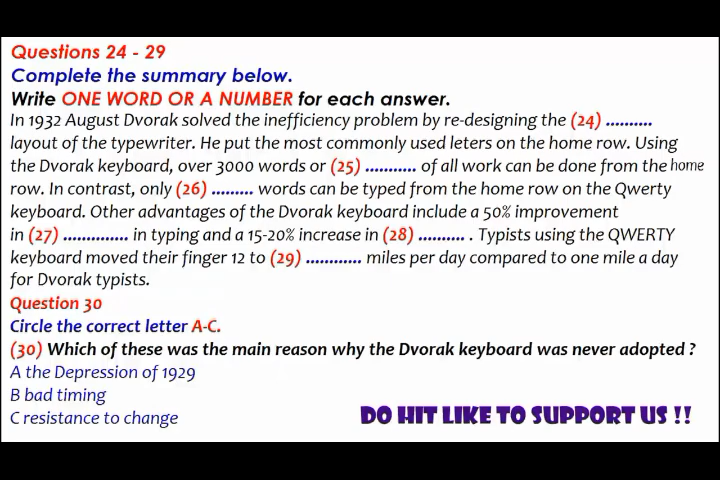 Questions 24 - 29
Complete the summary below.
Write ONE WORD OR A NUMBER for each answer.
In 1932 August Dvorak solved the inefficiency problem by re-designing the (24) ..........
layout of the typewriter. He put the most commonly used leters on the home row. Using
the Dvorak keyboard, over 3000 words or (25) ........... of all work can be done from the home
row. In contrast, only (26) ......... words can be typed from the home row on the Qwerty
keyboard. Other advantages of the Dvorak keyboard include a 50% improvement
in (27) .............. in typing and a 15-20% increase in (28) .......... . Typists using the QWERTY
keyboard moved their finger 12 to (29) ............ miles per day compared to one mile a day
for Dvorak typists.
Question 30
Circle the correct letter A-C.
(30) Which of these was the main reason why the Dvorak keyboard was never adopted ?
A the Depression of 1929
B bad timing
C resistance to change
DO HIT LIKE TO SUPPORT US !!